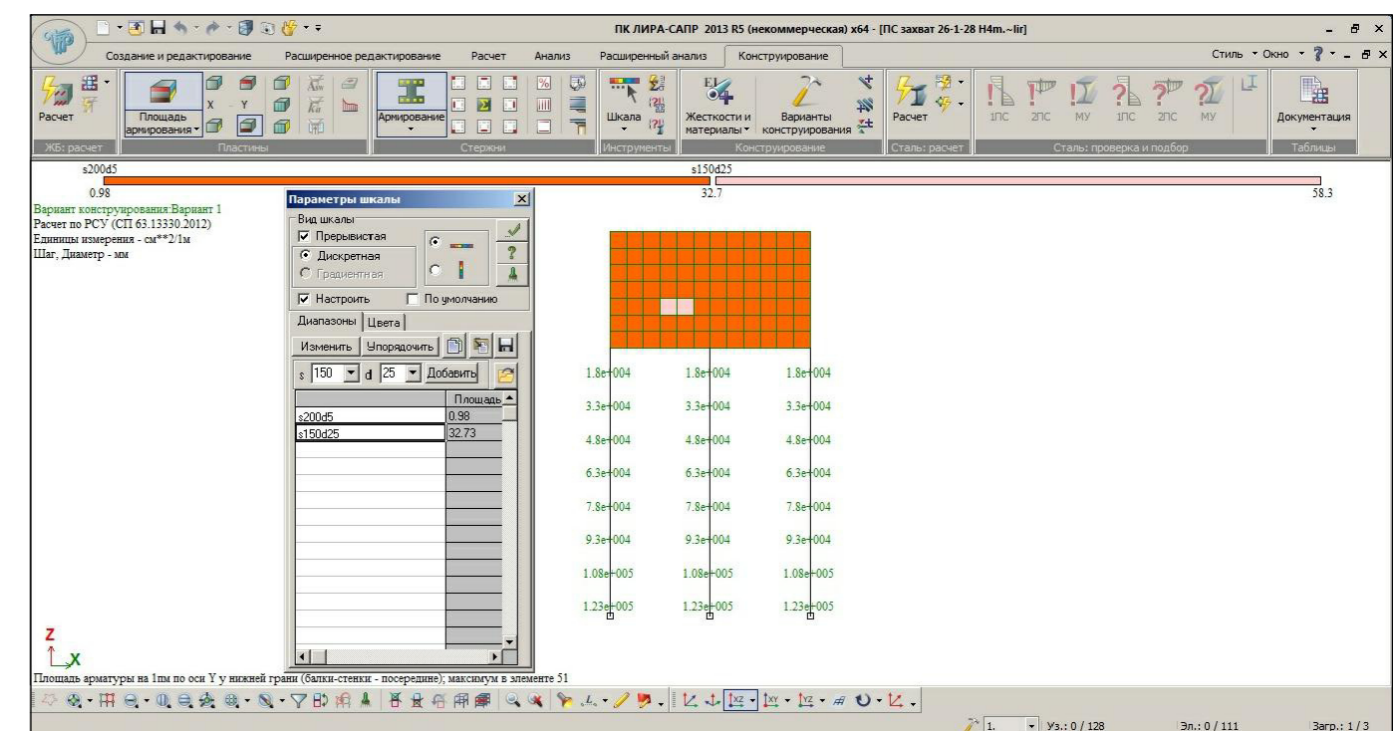 ПК ЛИРА-САПР 2013 R5 (некоммерческая) x64 - [ПС захват 26-1-28 H4m.~lir]
Создание и редактирование Расширенное редактирование Расчет Анализ Расширенный анализ Конструирование Стиль Окно
Расчет Площадь армирования X Y Армирование Шкала Жесткости и материалы Варианты конструирования Расчет 1ПС 2ПС МУ 1ПС 2ПС МУ Документация
ЖБ: расчет Пластины Стержни Инструменты Конструирование Сталь: расчет Сталь: проверка и подбор Таблицы
s200d5 s150d25
0.98 32.7 58.3
Вариант конструирования:Вариант 1
Расчет по РСУ (СП 63.13330.2012)
Единицы измерения - см**2/1м
Шаг, Диаметр - мм
Параметры шкалы
Вид шкалы
Прерывистая
Дискретная
Градиентная
Настроить По умолчанию
Диапазоны Цвета
Изменить Упорядочить
s 150 d 25 Добавить
Площадь
s200d5 0.98
s150d25 32.73
1.8e+004 1.8e+004 1.8e+004
3.3e+004 3.3e+004 3.3e+004
4.8e+004 4.8e+004 4.8e+004
6.3e+004 6.3e+004 6.3e+004
7.8e+004 7.8e+004 7.8e+004
9.3e+004 9.3e+004 9.3e+004
1.08e+005 1.08e+005 1.08e+005
1.23e+005 1.23e+005 1.23e+005
Z
X
Площадь арматуры на 1пм по оси Y у нижней грани (балки-стенки - посередине); максимум в элементе 51
XZ XY YZ
1. Уз.: 0 / 128 Эл.: 0 / 111 Загр.: 1 / 3